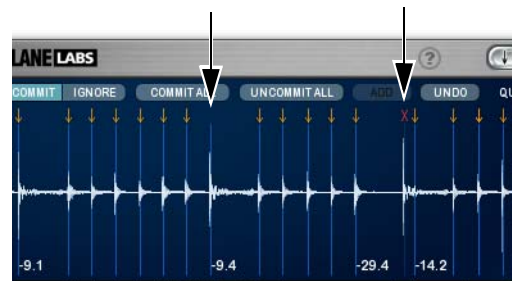 LANE LABS ?
COMMIT IGNORE COMMIT ALL UNCOMMIT ALL ADD UNDO QU
X
-9.1 -9.4 -29.4 -14.2